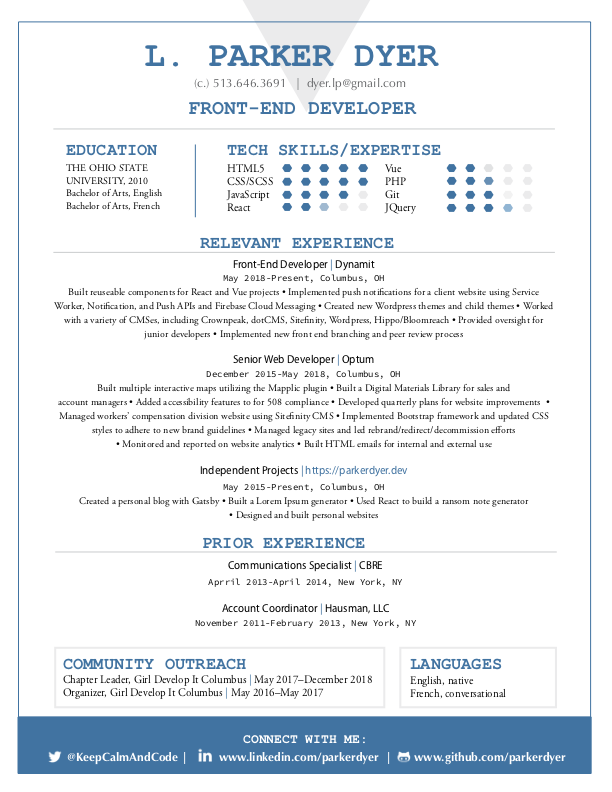 L. PARKER DYER
(c.) 513.646.3691 | dyer.lp@gmail.com
FRONT-END DEVELOPER
EDUCATION
THE OHIO STATE
UNIVERSITY, 2010
Bachelor of Arts, English
Bachelor of Arts, French
TECH SKILLS/EXPERTISE
HTML5
CSS/SCSS
JavaScript
React
Vue
PHP
Git
JQuery
RELEVANT EXPERIENCE
Front-End Developer | Dynamit
May 2018-Present, Columbus, OH
Built reuseable components for React and Vue projects • Implemented push notifications for a client website using Service
Worker, Notification, and Push APIs and Firebase Cloud Messaging • Created new Wordpress themes and child themes • Worked
with a variety of CMSes, including Crownpeak, dotCMS, Sitefinity, Wordpress, Hippo/Bloomreach • Provided oversight for
junior developers • Implemented new front end branching and peer review process
Senior Web Developer | Optum
December 2015-May 2018, Columbus, OH
Built multiple interactive maps utilizing the Mapplic plugin • Built a Digital Materials Library for sales and
account managers • Added accessibility features to for 508 compliance • Developed quarterly plans for website improvements •
Managed workers' compensation division website using Sitefinity CMS • Implemented Bootstrap framework and updated CSS
styles to adhere to new brand guidelines • Managed legacy sites and led rebrand/redirect/decommission efforts
• Monitored and reported on website analytics • Built HTML emails for internal and external use
Independent Projects | https://parkerdyer.dev
May 2015-Present, Columbus, OH
Created a personal blog with Gatsby • Built a Lorem Ipsum generator • Used React to build a ransom note generator
• Designed and built personal websites
PRIOR EXPERIENCE
Communications Specialist | CBRE
Aprril 2013-April 2014, New York, NY
Account Coordinator | Hausman, LLC
November 2011-February 2013, New York, NY
COMMUNITY OUTREACH
Chapter Leader, Girl Develop It Columbus | May 2017–December 2018
Organizer, Girl Develop It Columbus | May 2016–May 2017
LANGUAGES
English, native
French, conversational
CONNECT WITH ME:
@KeepCalmAndCode | in www.linkedin.com/parkerdyer | www.github.com/parkerdyer